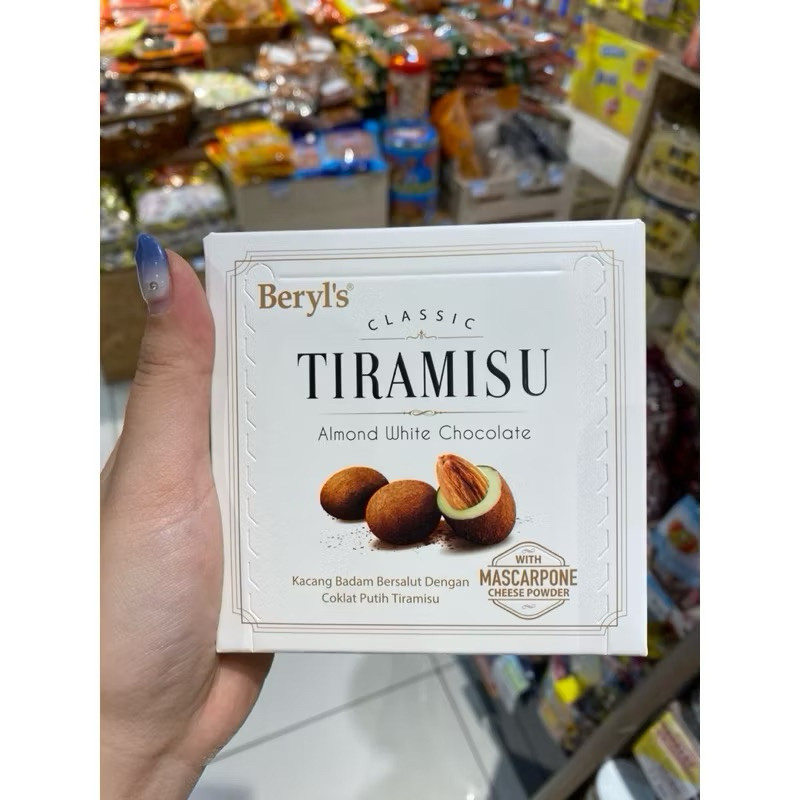 Beryl's®
CLASSIC
TIRAMISU
Almond White Chocolate
Kacang Badam Bersalut Dengan
Coklat Putih Tiramisu
WITH
MASCARPONE
CHEESE POWDER